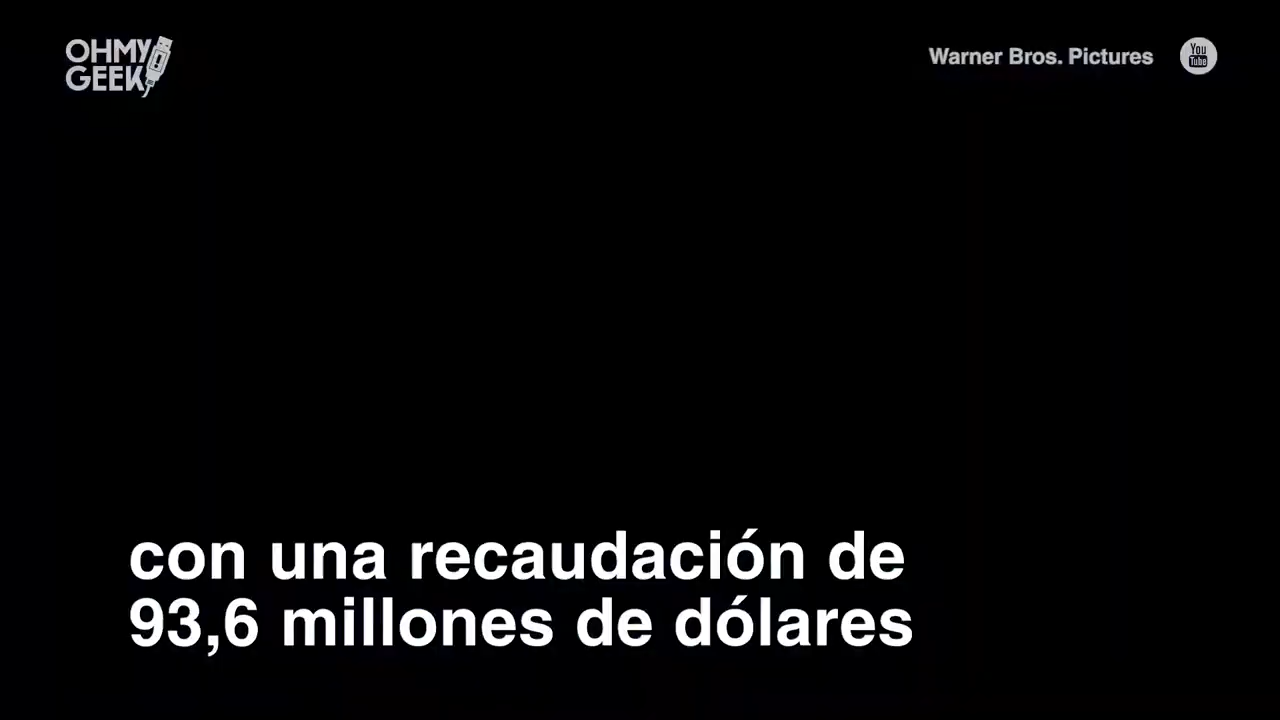 OHMY
GEEK
Warner Bros. Pictures
You
Tube
con una recaudación de
93,6 millones de dólares